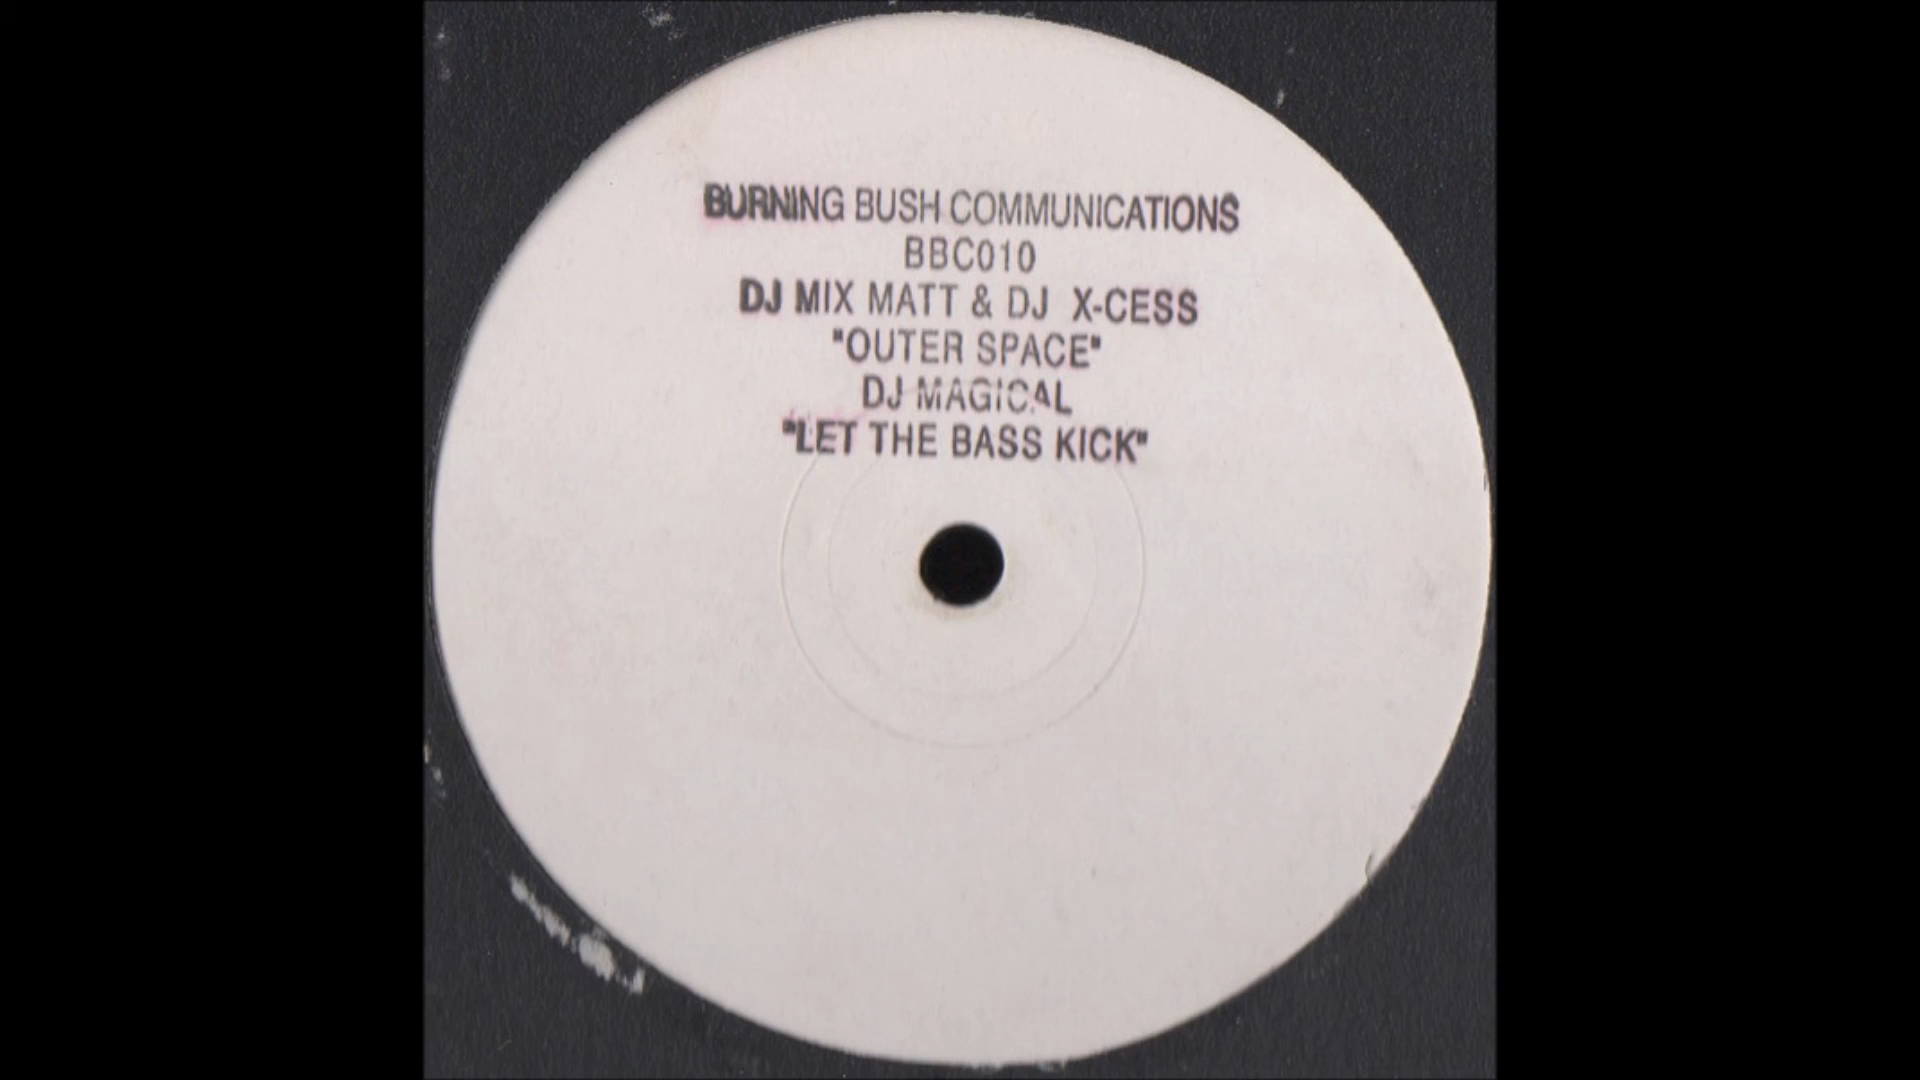 BURNING BUSH COMMUNICATIONS
BBC010
DJ MIX MATT & DJ X-CESS
"OUTER SPACE"
DJ MAGICAL
"LET THE BASS KICK"